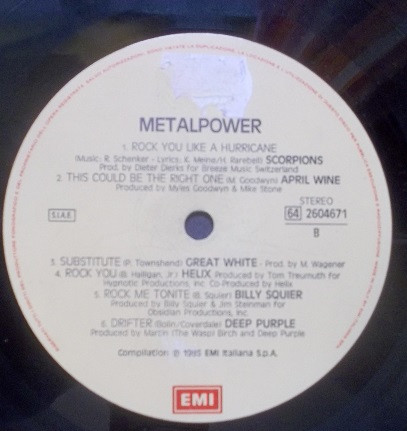 METALPOWER
1. ROCK YOU LIKE A HURRICANE
(Music: R. Schenker - Lyrics: K. Meine/H. Rarebell) SCORPIONS
Prod. by Dieter Dierks for Breeze Music Switzerland
2. THIS COULD BE THE RIGHT ONE (M. Goodwyn) APRIL WINE
Produced by Myles Goodwyn & Mike Stone
STEREO
S.I.A.E.
64 2604671
B
3. SUBSTITUTE (P. Townshend) GREAT WHITE - Prod. by M. Wagener
4. ROCK YOU (B. Halligan, Jr.) HELIX Produced by Tom Treumuth for
Hypnotic Productions, Inc Co-Produced by Helix
5. ROCK ME TONITE (B. Squier) BILLY SQUIER
Produced by Billy Squier & Jim Steinman for
Obsidian Productions, Inc.
6. DRIFTER (Bolin/Coverdale) DEEP PURPLE
Produced by Martin (The Wasp) Birch and Deep Purple
Compilation ℗ 1985 EMI Italiana S.p.A.
EMI